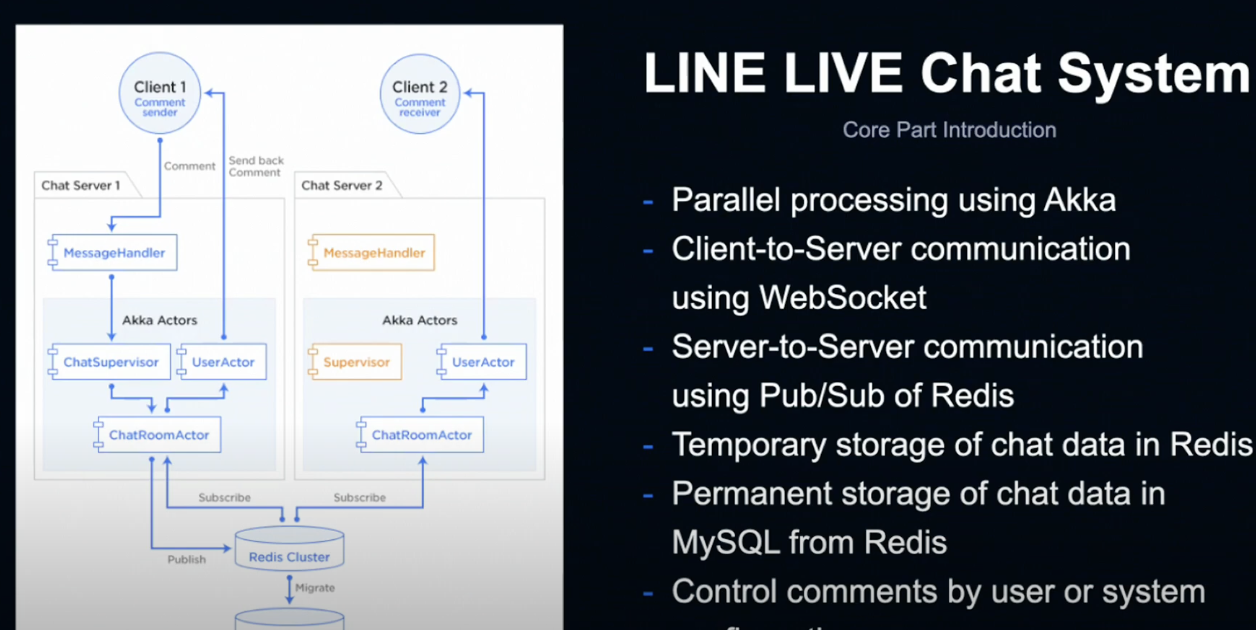 Client 1
Comment
sender
Client 2
Comment
receiver
Comment
Send back
Comment
Chat Server 1
Chat Server 2
MessageHandler
MessageHandler
Akka Actors
Akka Actors
ChatSupervisor
UserActor
Supervisor
UserActor
ChatRoomActor
ChatRoomActor
Subscribe
Subscribe
Publish
Redis Cluster
Migrate
LINE LIVE Chat System
Core Part Introduction
- Parallel processing using Akka
- Client-to-Server communication
using WebSocket
- Server-to-Server communication
using Pub/Sub of Redis
- Temporary storage of chat data in Redis
- Permanent storage of chat data in
MySQL from Redis
- Control comments by user or system